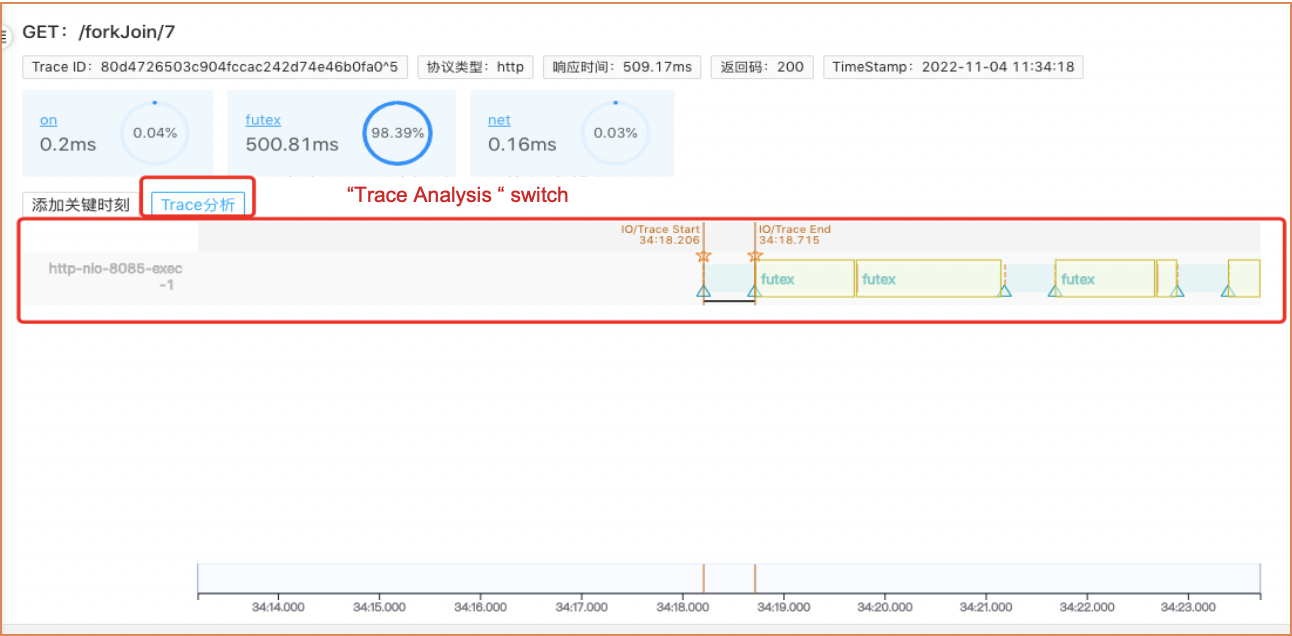 GET：/forkJoin/7
Trace ID：80d4726503c904fccac242d74e46b0fa0^5 协议类型：http 响应时间：509.17ms 返回码：200 TimeStamp：2022-11-04 11:34:18
on
0.2ms
0.04%
futex
500.81ms
98.39%
net
0.16ms
0.03%
添加关键时刻 Trace分析 “Trace Analysis “ switch
IO/Trace Start
34:18.206
IO/Trace End
34:18.715
http-nio-8085-exec
-1
futex futex futex
34:14.000 34:15.000 34:16.000 34:17.000 34:18.000 34:19.000 34:20.000 34:21.000 34:22.000 34:23.000